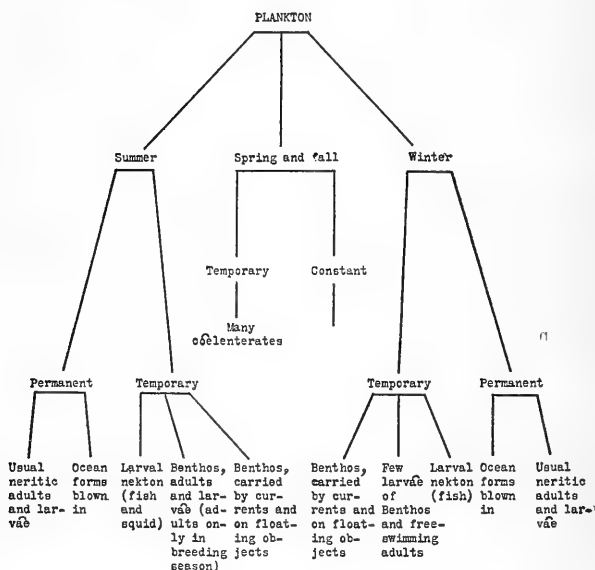 PLANKTON
Summer
Spring and fall
Winter
Temporary
Constant
Many
coelenterates
Permanent
Temporary
Temporary
Permanent
Usual
neritic
adults
and lar-
vae
Ocean
forms
blown
in
Larval
nekton
(fish
and
squid)
Benthos,
adults
and lar-
vae (ad-
ults on-
ly in
breeding
season)
Benthos,
carried
by cur-
rents and
on float-
ing ob-
jects
Benthos,
carried
by cur-
rents and
on float-
ing ob-
jects
Few
larvae
of
Benthos
and free-
swimming
adults
Larval
nekton
(fish)
Ocean
forms
blown
in
Usual
neritic
adults
and lar-
vae